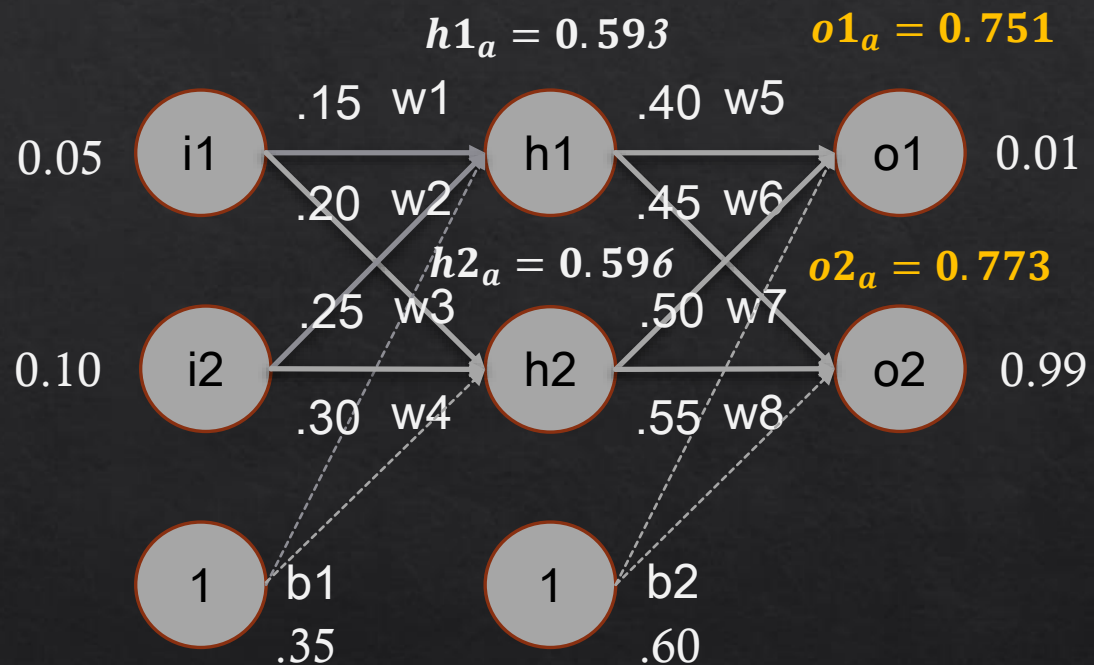 h1ₐ = 0.593 o1ₐ = 0.751
.15 w1 .40 w5
0.05 i1 h1 o1 0.01
.20 w2 .45 w6
h2ₐ = 0.596 o2ₐ = 0.773
.25 w3 .50 w7
0.10 i2 h2 o2 0.99
.30 w4 .55 w8
1 b1 1 b2
.35 .60